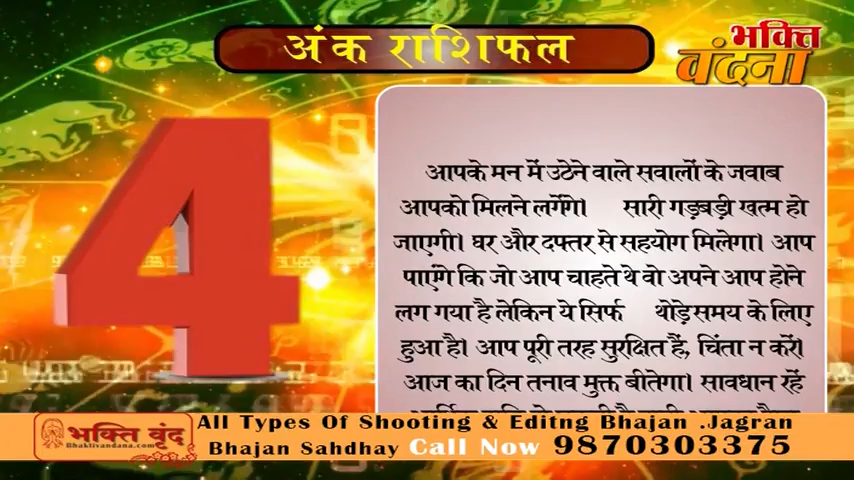 अंक राशिफल
भक्ति
वंदना
4
आपके मन में उठेने वाले सवालों के जवाब
आपको मिलने लगेंगे। सारी गड़बड़ी खत्म हो
जाएगी। घर और दफ्तर से सहयोग मिलेगा। आप
पाएंगे कि जो आप चाहते थे वो अपने आप होने
लग गया है लेकिन ये सिर्फ थोड़े समय के लिए
हुआ है। आप पूरी तरह सुरक्षित हैं, चिंता न करें।
आज का दिन तनाव मुक्त बीतेगा। सावधान रहें
भक्ति वृंद
Bhaktivandana.com
All Types Of Shooting & Editng Bhajan .Jagran
Bhajan Sahdhay Call Now 9870303375